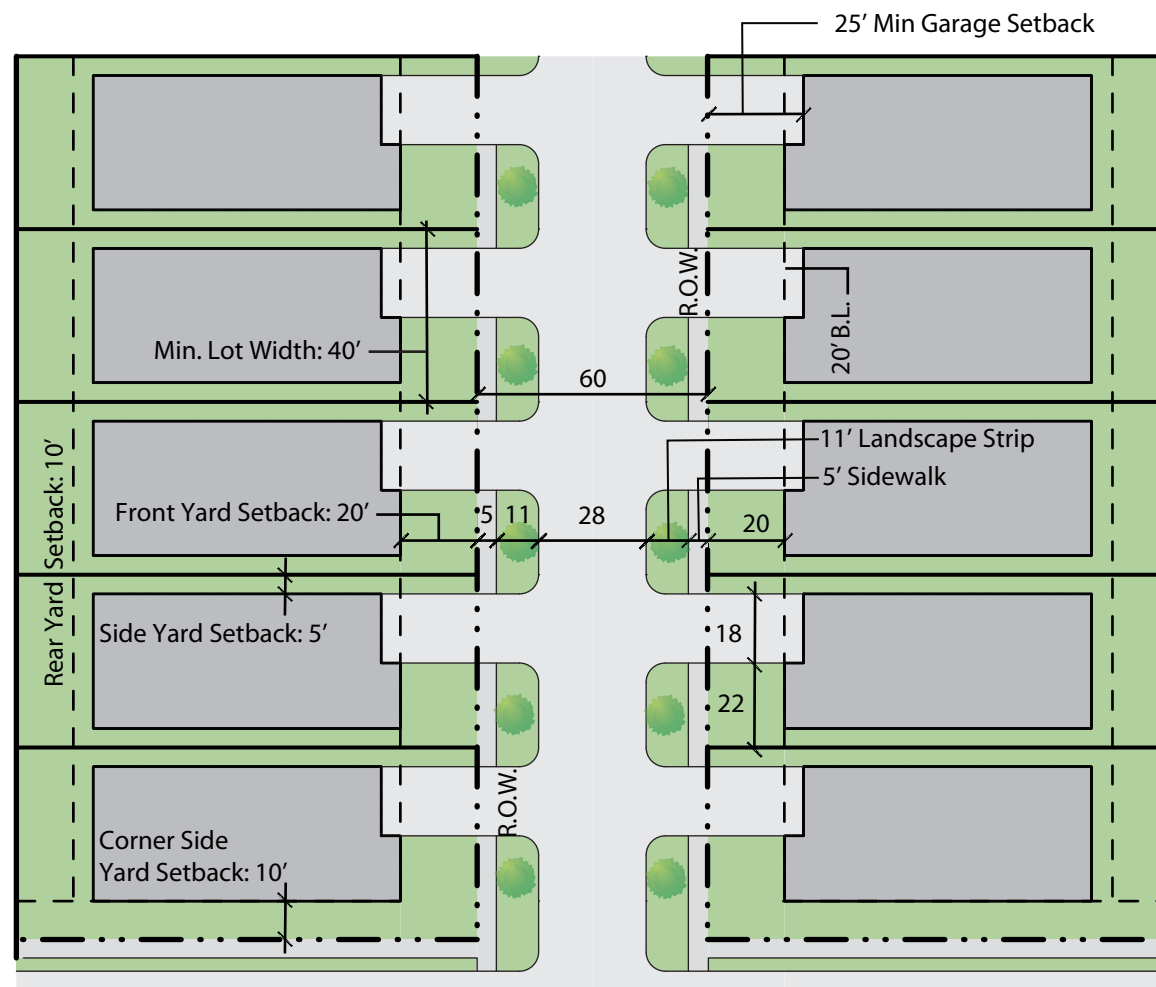 25’ Min Garage Setback
R.O.W.
20’ B.L.
Min. Lot Width: 40’
60
11’ Landscape Strip
5’ Sidewalk
Rear Yard Setback: 10’
Front Yard Setback: 20’
5
11
28
20
Side Yard Setback: 5’
18
22
R.O.W.
Corner Side
Yard Setback: 10’